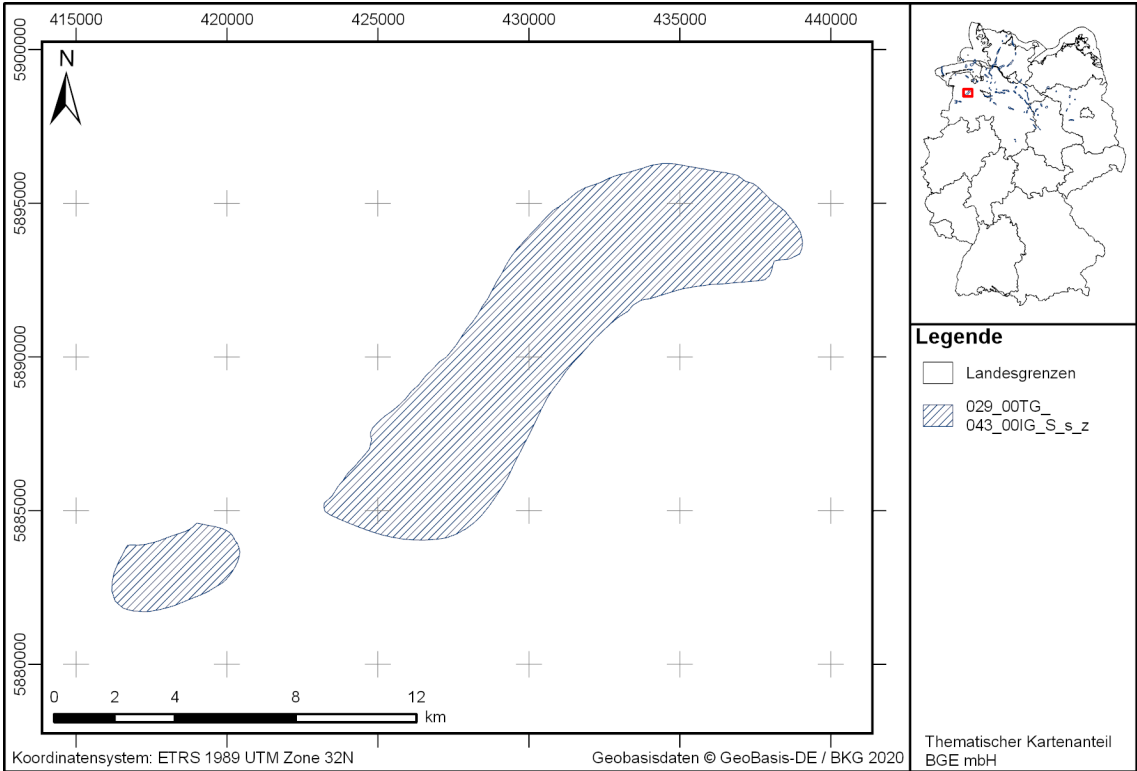 415000 420000 425000 430000 435000 440000
5900000
5895000
5890000
5885000
5880000
N
0 2 4 8 12
km
Koordinatensystem: ETRS 1989 UTM Zone 32N
Geobasisdaten © GeoBasis-DE / BKG 2020
Legende
Landesgrenzen
029_00TG_
043_00IG_S_s_z
Thematischer Kartenanteil
BGE mbH